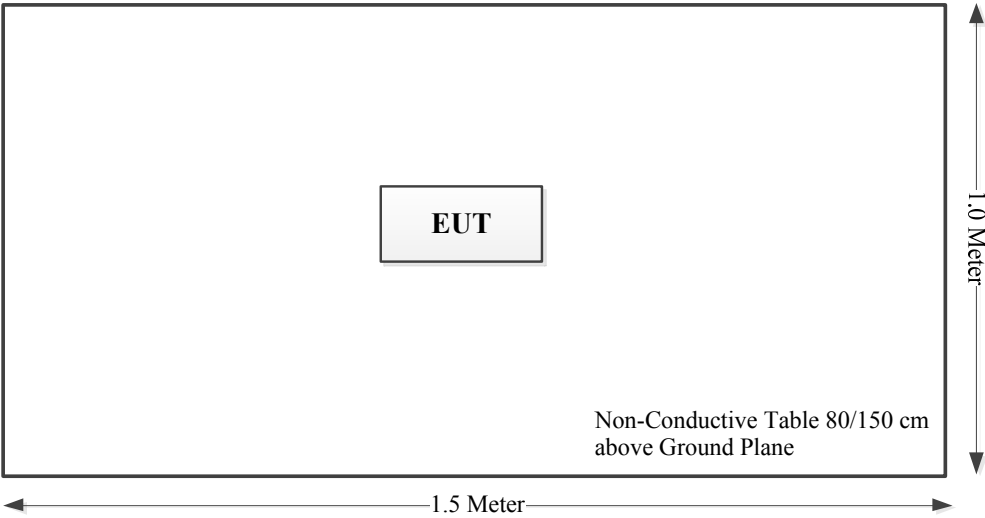 EUT
1.0 Meter
Non-Conductive Table 80/150 cm
above Ground Plane
1.5 Meter